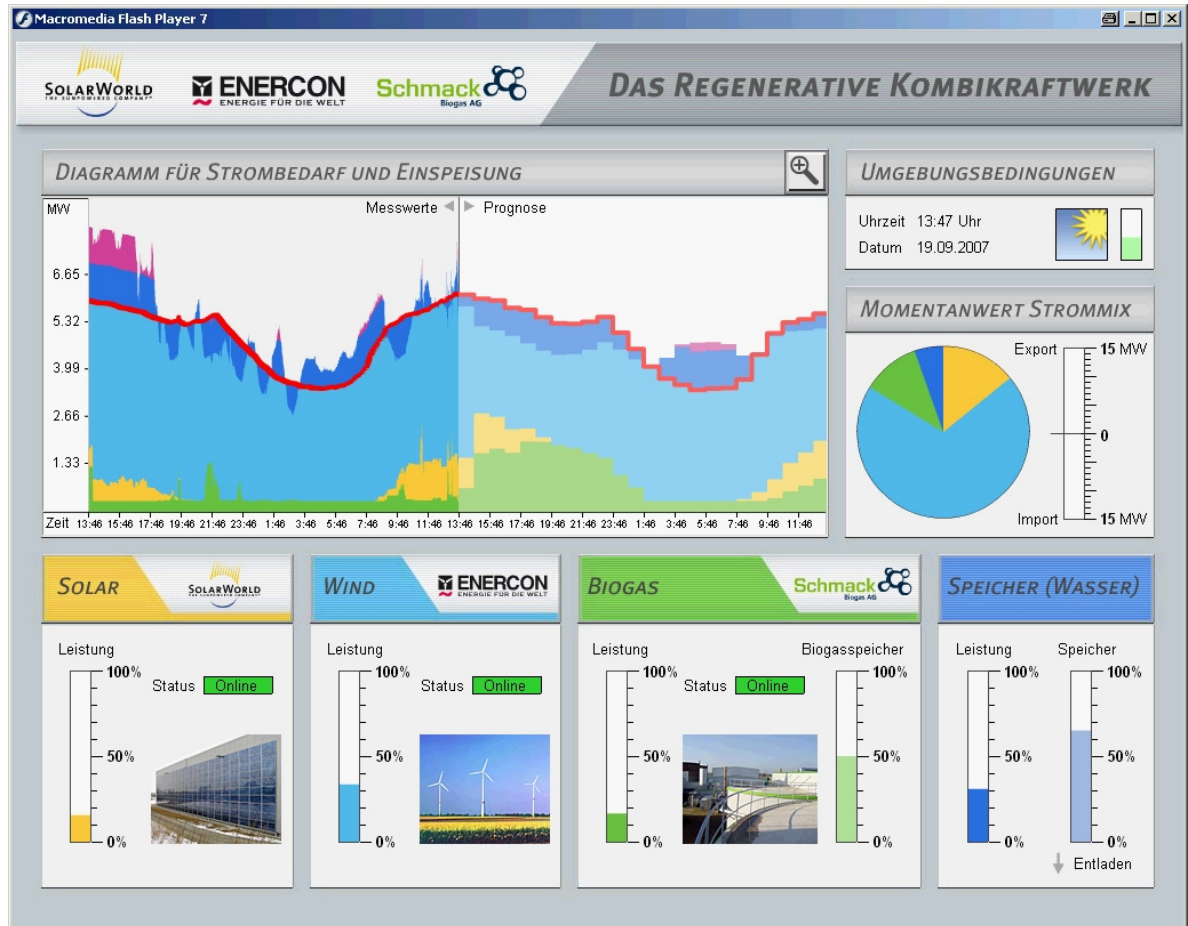 Macromedia Flash Player 7
SOLARWORLD
THE SUNPOWERED COMPANY
ENERCON
ENERGIE FÜR DIE WELT
Schmack
Biogas AG
DAS REGENERATIVE KOMBIKRAFTWERK
DIAGRAMM FÜR STROMBEDARF UND EINSPEISUNG
MW
Messwerte
Prognose
6.65
5.32
3.99
2.66
1.33
Zeit 13:46 15:46 17:46 19:46 21:46 23:46 1:46 3:46 5:46 7:46 9:46 11:46 13:46 15:46 17:46 19:46 21:46 23:46 1:46 3:46 5:46 7:46 9:46 11:46
UMGEBUNGSBEDINGUNGEN
Uhrzeit 13:47 Uhr
Datum 19.09.2007
MOMENTANWERT STROMMIX
Export 15 MW
0
Import 15 MW
SOLAR
SOLARWORLD
Leistung
100%
Status Online
50%
0%
WIND
ENERCON
ENERGIE FÜR DIE WELT
Leistung
100%
Status Online
50%
0%
BIOGAS
Schmack
Biogas AG
Leistung
Biogasspeicher
100%
Status Online
100%
50%
50%
0%
0%
SPEICHER (WASSER)
Leistung
Speicher
100%
100%
50%
50%
0%
0%
Entladen